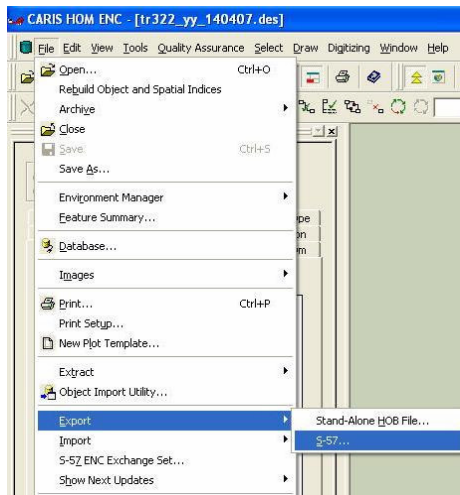 CARIS HOM ENC - [tr322_yy_140407.des]
File Edit View Tools Quality Assurance Select Draw Digitizing Window Help
Open... Ctrl+O
Rebuild Object and Spatial Indices
Archive
Close
Save Ctrl+S
Save As...
Environment Manager
Feature Summary...
Database...
Images
Print... Ctrl+P
Print Setup...
New Plot Template...
Extract
Object Import Utility...
Export
Stand-Alone HOB File...
Import
S-57...
S-57 ENC Exchange Set...
Show Next Updates